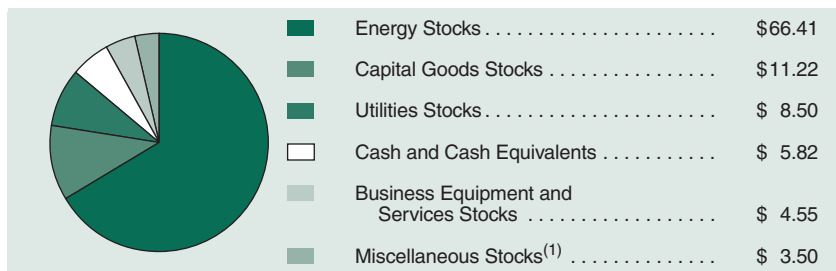 Energy Stocks . . . . . . . . . . . . . . . . . . . . . . . $66.41
Capital Goods Stocks . . . . . . . . . . . . . . . . . $11.22
Utilities Stocks . . . . . . . . . . . . . . . . . . . . . . . $ 8.50
Cash and Cash Equivalents . . . . . . . . . . . $ 5.82
Business Equipment and
Services Stocks . . . . . . . . . . . . . . . . . . . $ 4.55
Miscellaneous Stocks(1) . . . . . . . . . . . . . . $ 3.50